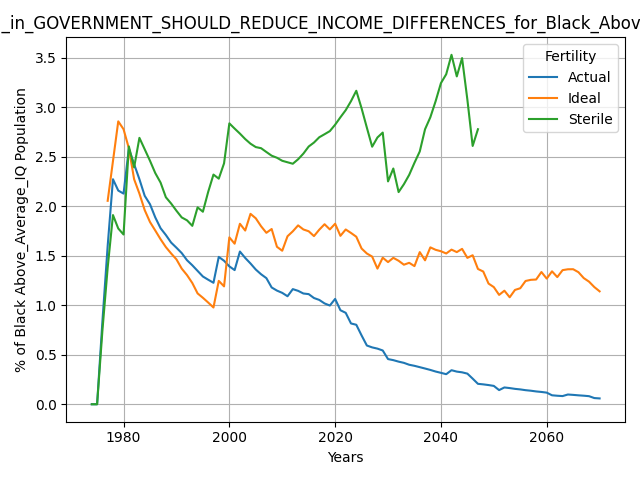 _in_GOVERNMENT_SHOULD_REDUCE_INCOME_DIFFERENCES_for_Black_Abov
% of Black Above_Average_IQ Population
3.5
3.0
2.5
2.0
1.5
1.0
0.5
0.0
Fertility
Actual
Ideal
Sterile
1980
2000
2020
2040
2060
Years